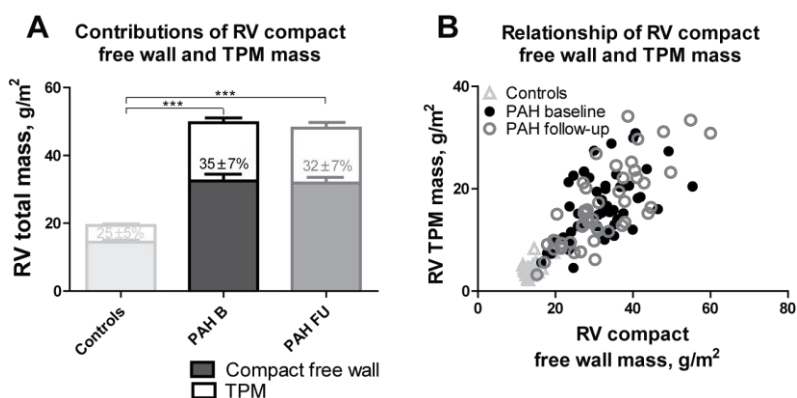 A
Contributions of RV compact
free wall and TPM mass
RV total mass, g/m²
60
40
20
0
***
***
25±5%
35±7%
32±7%
Controls
PAH B
PAH FU
Compact free wall
TPM
B
Relationship of RV compact
free wall and TPM mass
RV TPM mass, g/m²
40
20
0
Controls
PAH baseline
PAH follow-up
0
20
40
60
80
RV compact
free wall mass, g/m²